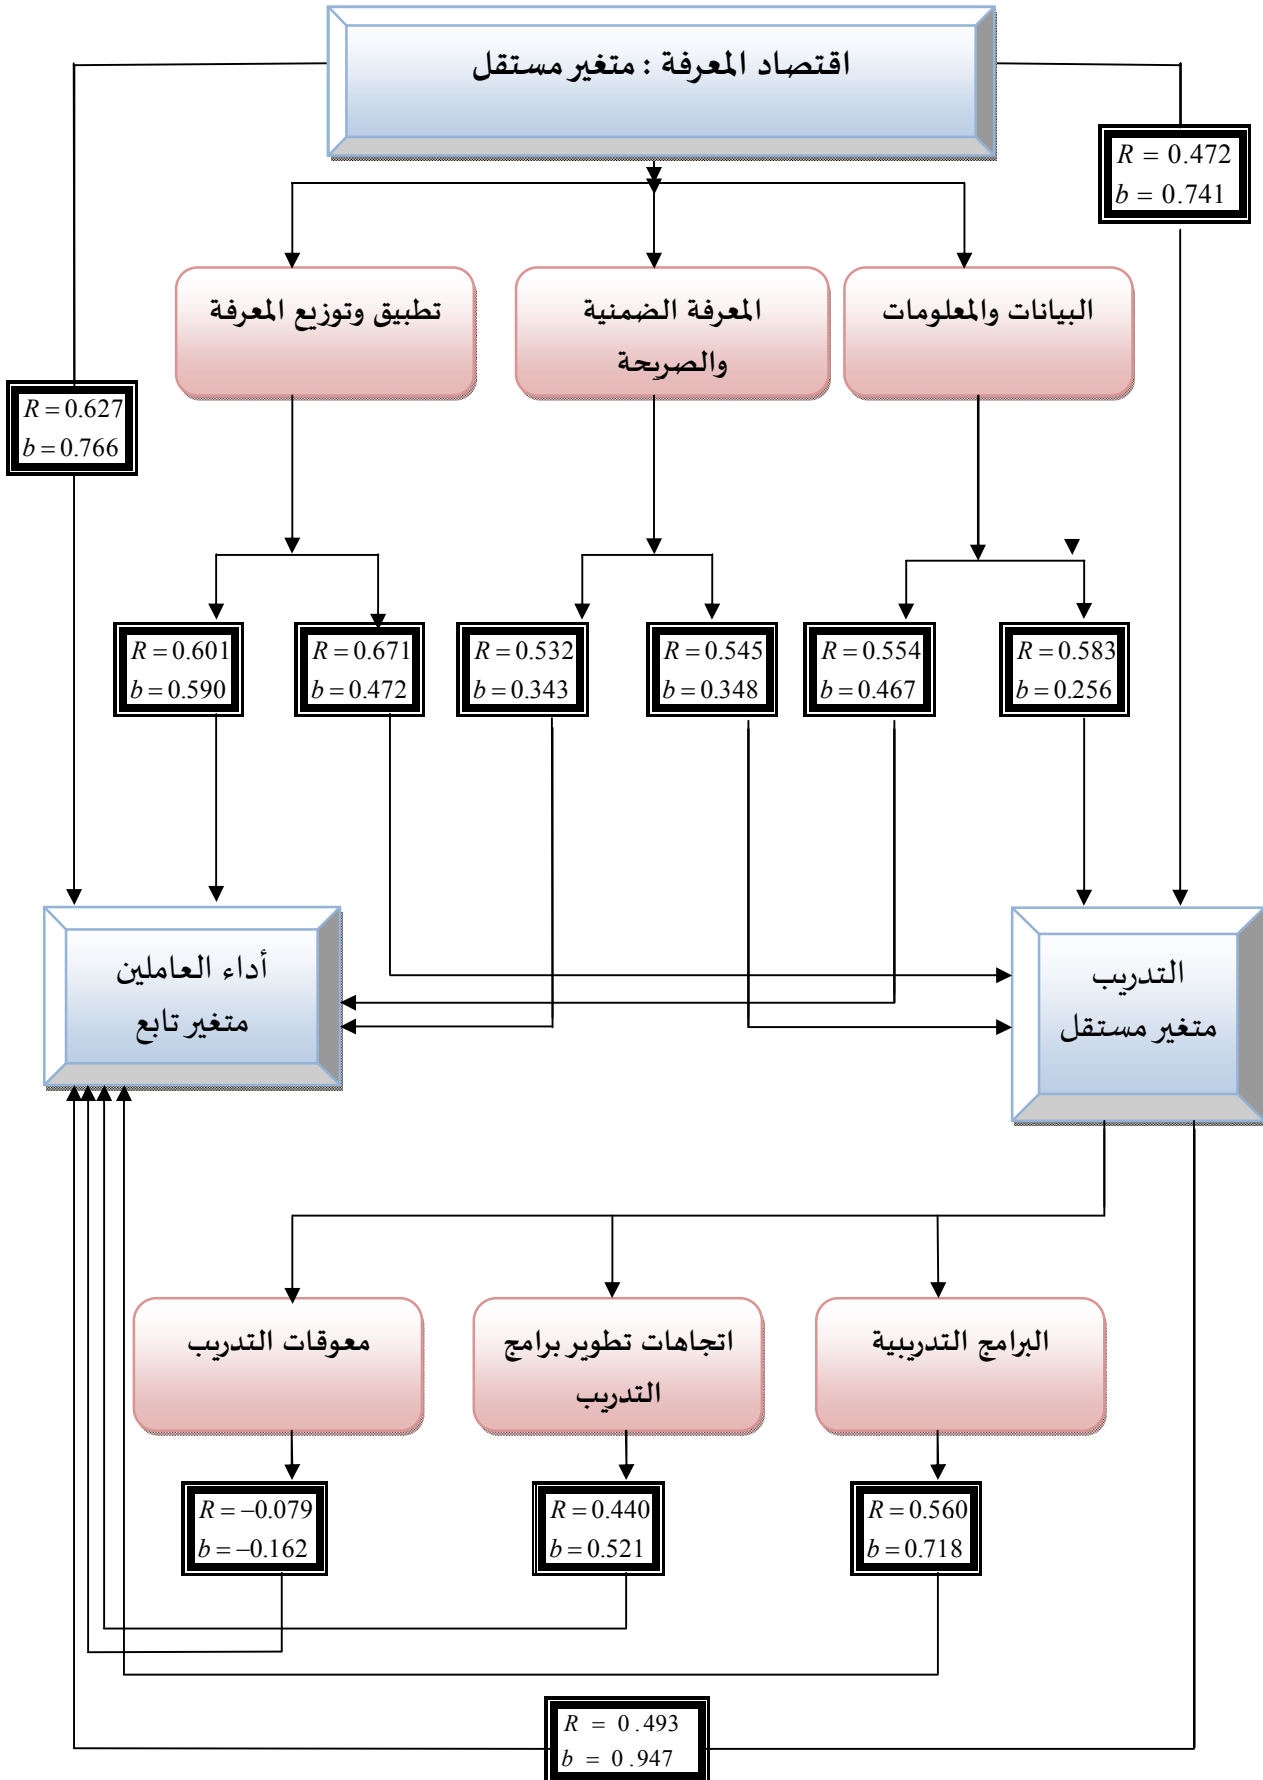 اقتصاد المعرفة : متغير مستقل
R = 0.472
b = 0.741
البيانات والمعلومات
المعرفة الضمنية
والصريحة
تطبيق وتوزيع المعرفة
R = 0.627
b = 0.766
R = 0.583
b = 0.256
R = 0.554
b = 0.467
R = 0.545
b = 0.348
R = 0.532
b = 0.343
R = 0.671
b = 0.472
R = 0.601
b = 0.590
التدريب
متغير مستقل
أداء العاملين
متغير تابع
البرامج التدريبية
اتجاهات تطوير برامج
التدريب
معوقات التدريب
R = 0.560
b = 0.718
R = 0.440
b = 0.521
R = −0.079
b = −0.162
R = 0.493
b = 0.947